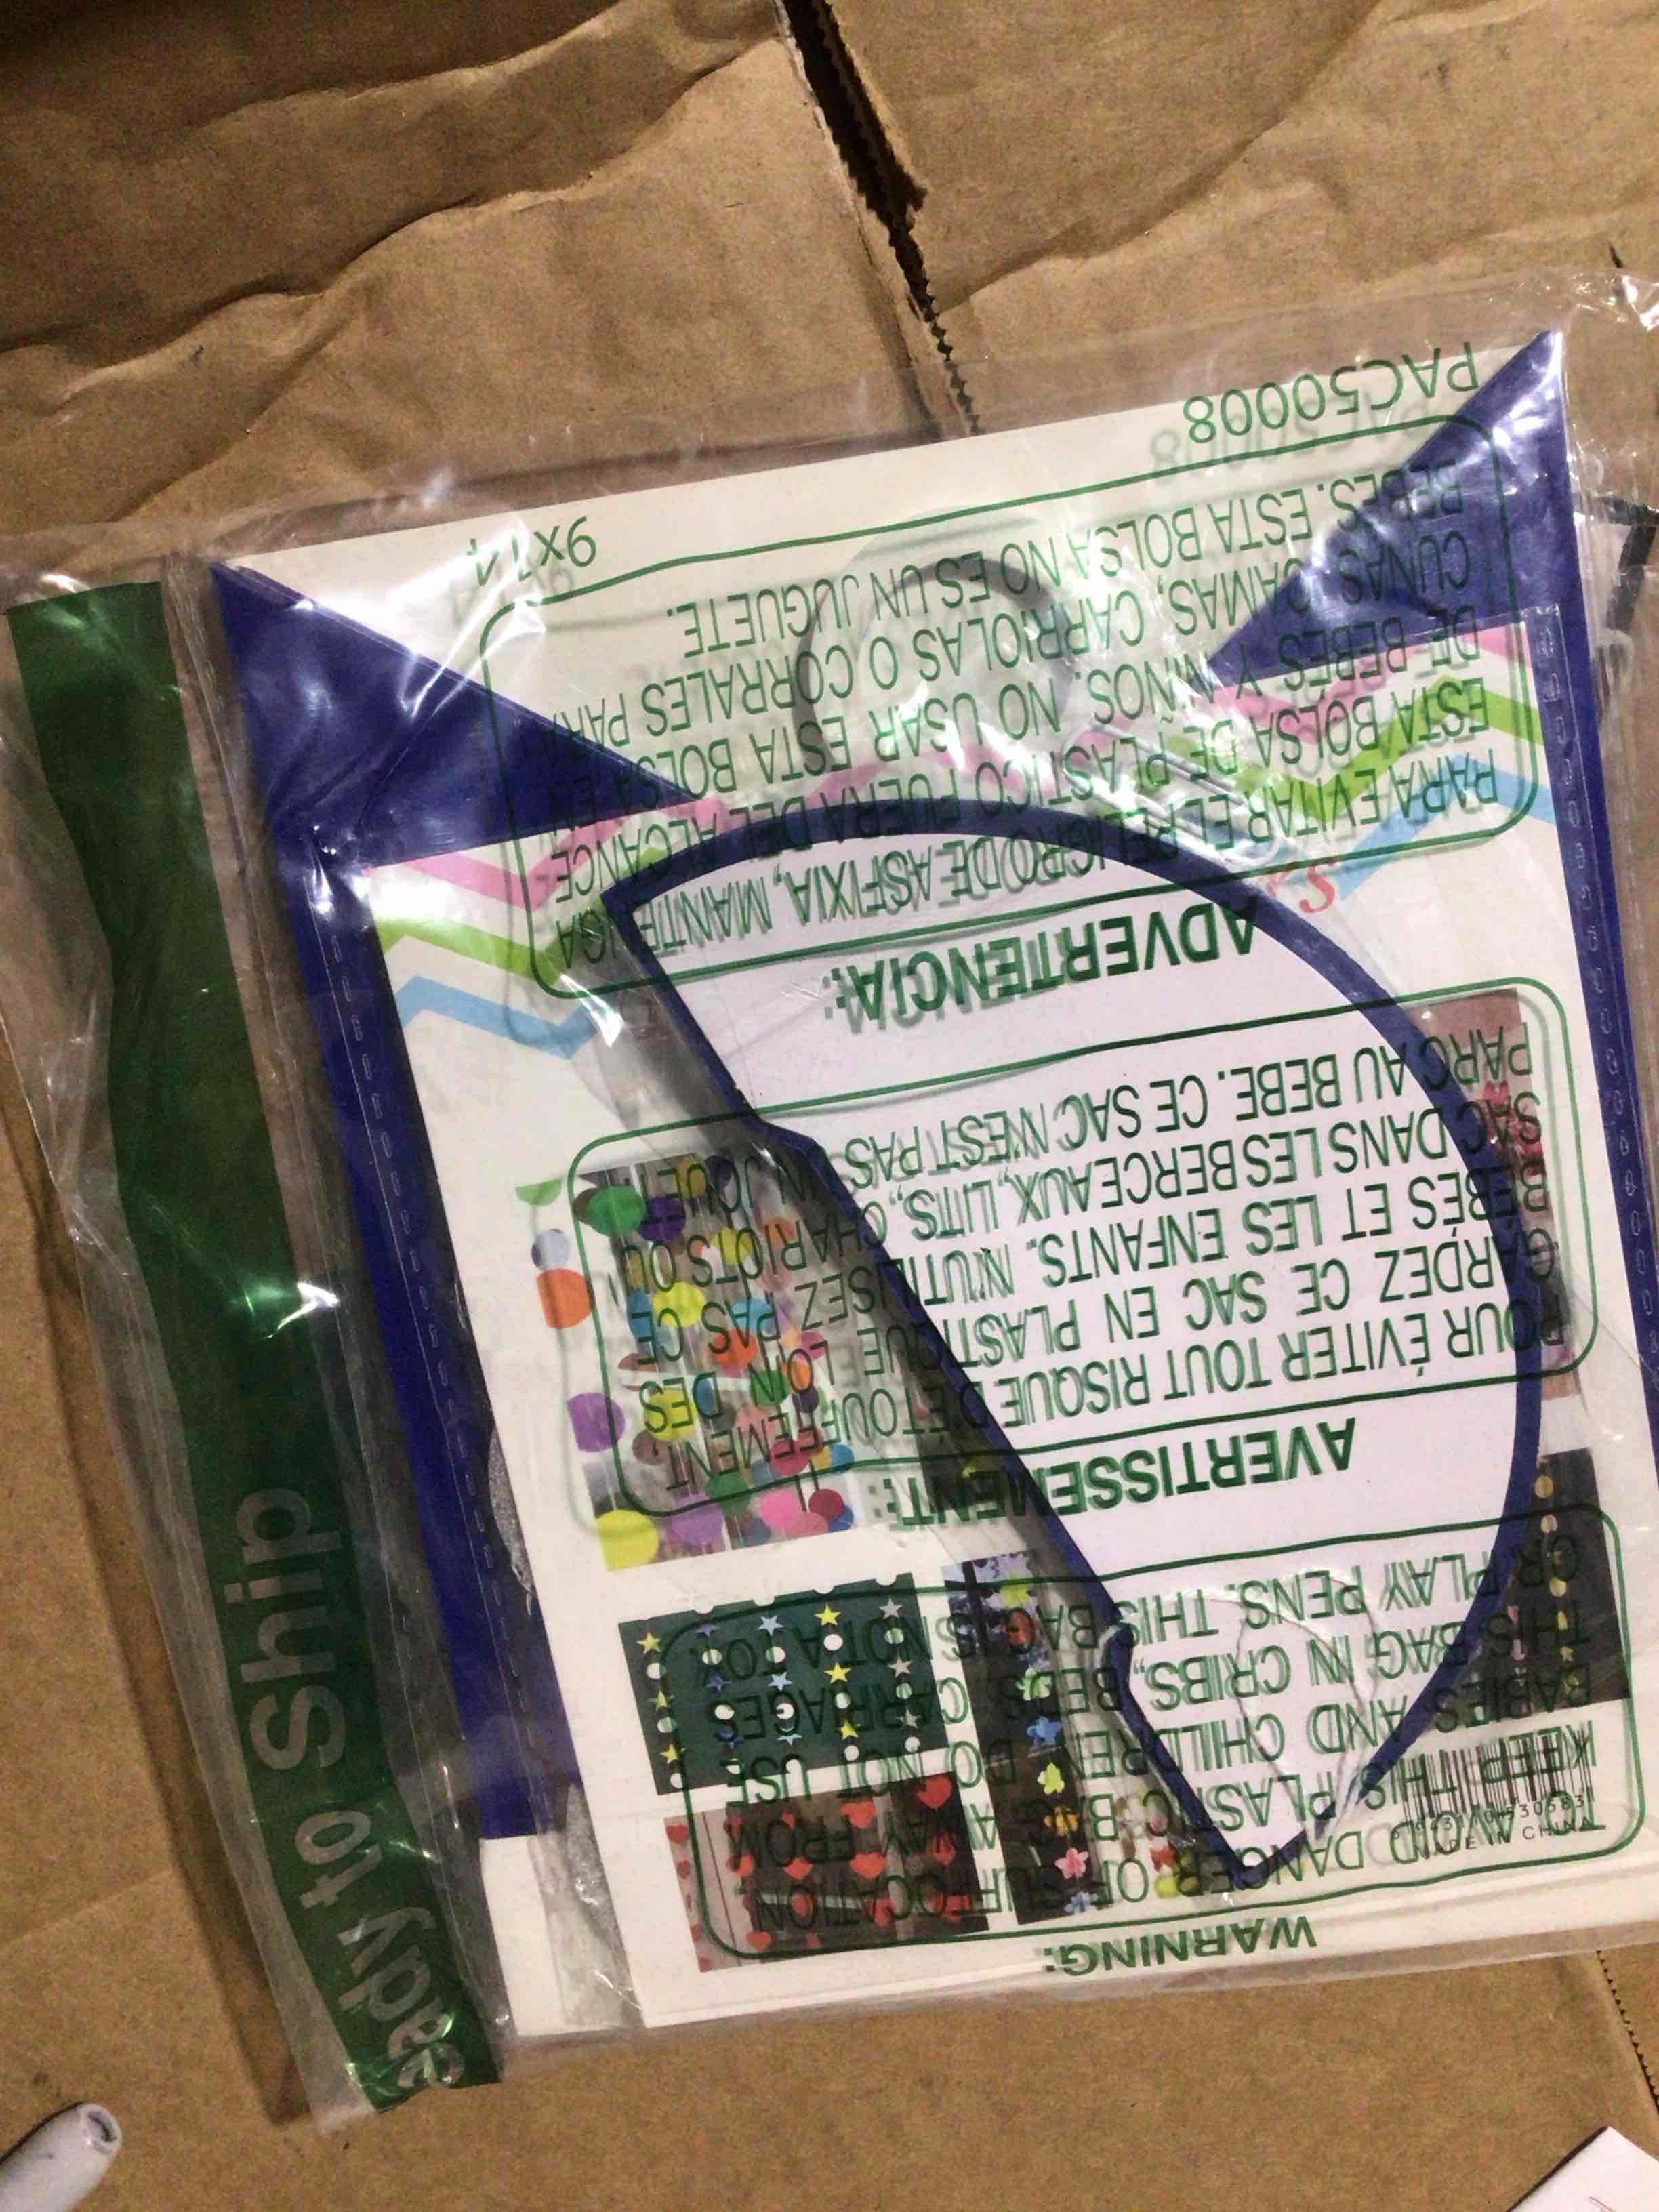 WARNING:
TO AVOID DANGER OF SUFFOCATION,
KEEP THIS PLASTIC BAG AWAY FROM
BABIES AND CHILDREN. DO NOT USE
THIS BAG IN CRIBS, BEDS, CARRIAGES
OR PLAY PENS. THIS BAG IS NOT A TOY.
MADE IN CHINA
AVERTISSEMENT:
POUR ÉVITER TOUT RISQUE D'ÉTOUFFEMENT,
GARDEZ CE SAC EN PLASTIQUE LOIN DES
BÉBÉS ET LES ENFANTS. N'UTILISEZ PAS CE
SAC DANS LES BERCEAUX, LITS, CHARIOTS OU
PARC AU BEBE. CE SAC N'EST PAS UN JOUET.
ADVERTENCIA:
PARA EVITAR EL PELIGRO DE ASFIXIA, MANTENGA
ESTA BOLSA DE PLASTICO FUERA DEL ALCANCE
DE BEBÉS Y NIÑOS. NO USAR ESTA BOLSA EN
CUNAS, CAMAS, CARRIOLAS O CORRALES PARA
BEBÉS. ESTA BOLSA NO ES UN JUGUETE.
PAC50008
9X14
eady to Ship